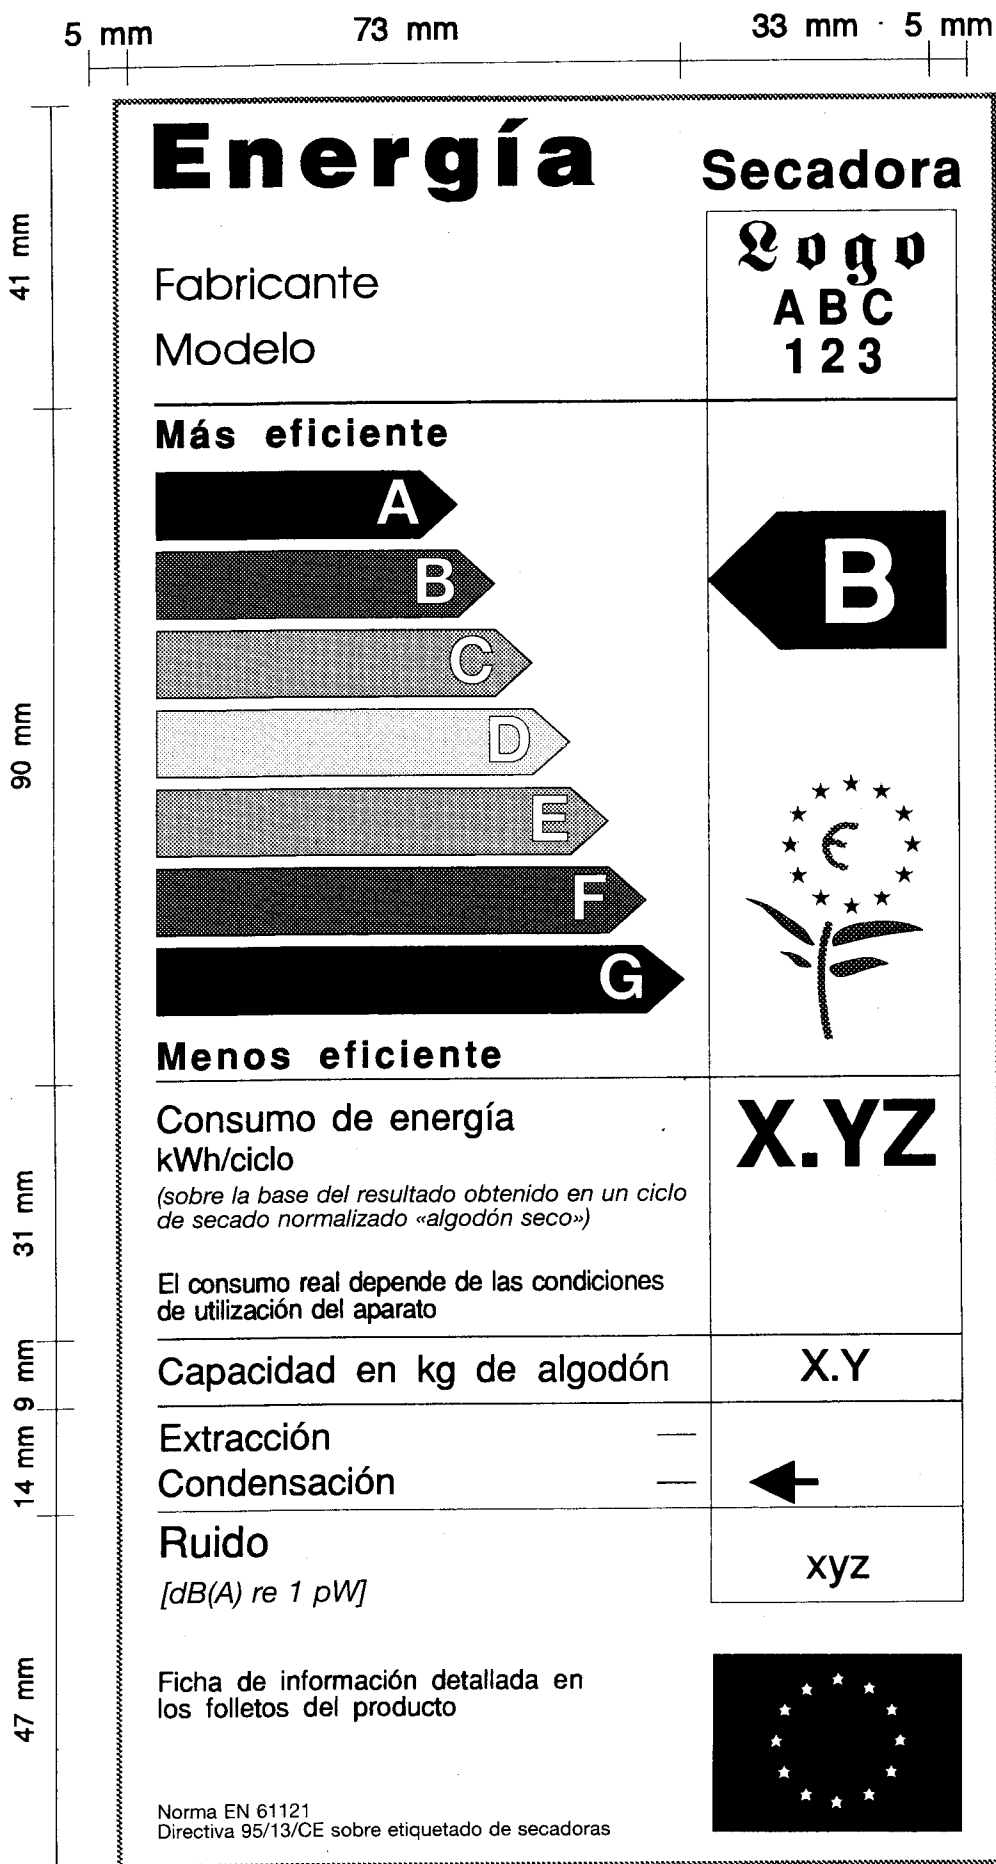 5 mm 73 mm 33 mm 5 mm
Energía
Secadora
41 mm
Fabricante
Modelo
Logo
ABC
123
Más eficiente
A
B
C
D
E
F
G
B
90 mm
Menos eficiente
Consumo de energía
kWh/ciclo
(sobre la base del resultado obtenido en un ciclo
de secado normalizado «algodón seco»)
X.YZ
31 mm
El consumo real depende de las condiciones
de utilización del aparato
9 mm
Capacidad en kg de algodón X.Y
14 mm
Extracción —
Condensación —
Ruido
[dB(A) re 1 pW]
xyz
47 mm
Ficha de información detallada en
los folletos del producto
Norma EN 61121
Directiva 95/13/CE sobre etiquetado de secadoras